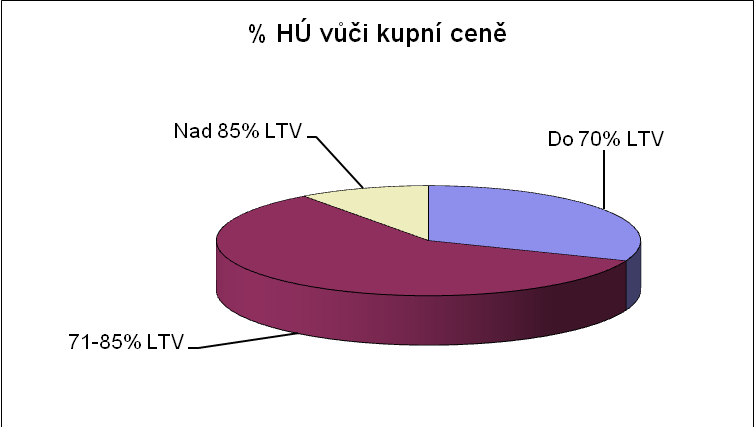 % HÚ vůči kupní ceně
Nad 85% LTV
Do 70% LTV
71-85% LTV